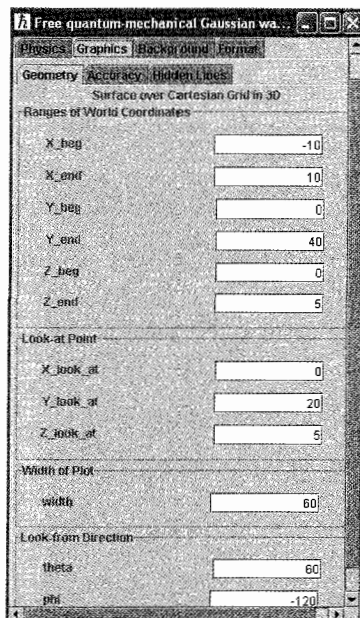 ħ Free quantum-mechanical Gaussian wa...
Physics Graphics Background Format
Geometry Accuracy Hidden Lines
Surface over Cartesian Grid in 3D
Ranges of World Coordinates
X_beg -10
X_end 10
Y_beg 0
Y_end 40
Z_beg 0
Z_end 5
Look-at Point
X_look_at 0
Y_look_at 20
Z_look_at 5
Width of Plot
width 60
Look-from Direction
theta 60
phi -120